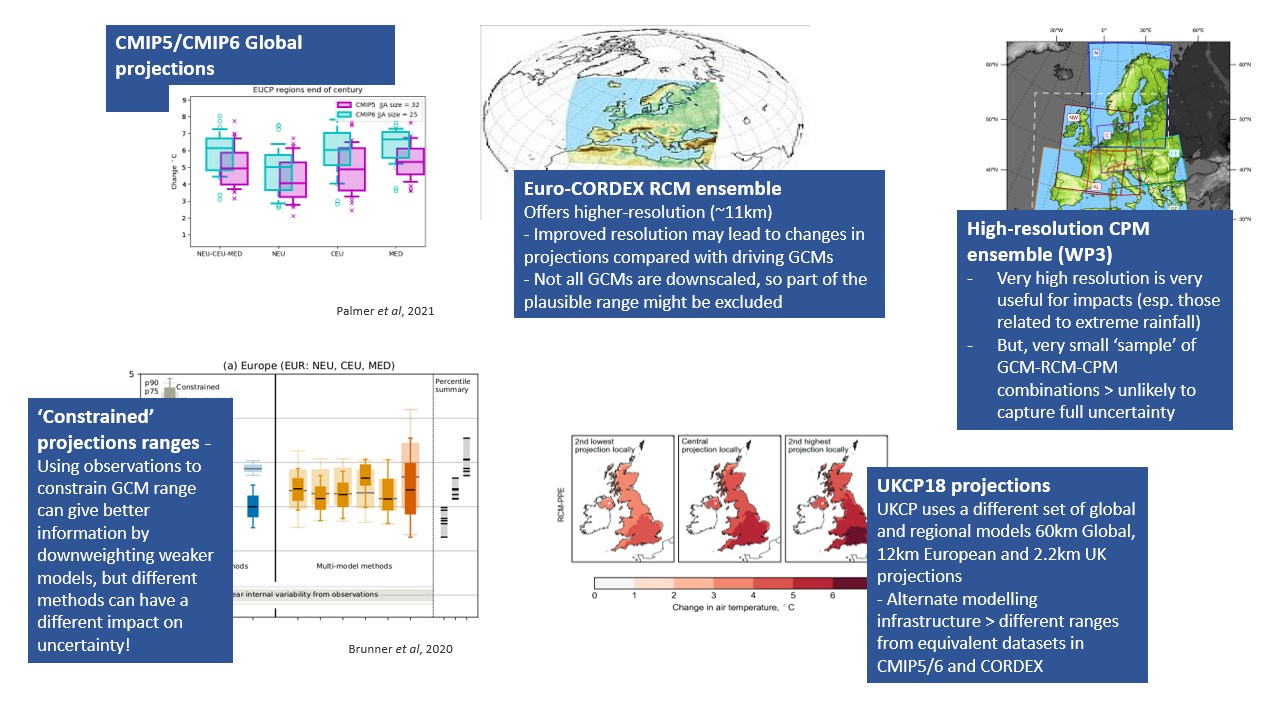 CMIP5/CMIP6 Global
projections
EUCP regions end of century
CMIP5 JJA size = 32
CMIP6 JJA size = 25
Change °C
9
8
7
6
5
4
3
2
1
NEU-CEU-MED NEU CEU MED
Palmer et al, 2021
Euro-CORDEX RCM ensemble
Offers higher-resolution (~11km)
- Improved resolution may lead to changes in
projections compared with driving GCMs
- Not all GCMs are downscaled, so part of the
plausible range might be excluded
30°W 0° 30°E 60°E
60°N
50°N
40°N
60°N
50°N
40°N
30°N
N
NW
C
AL
High-resolution CPM
ensemble (WP3)
- Very high resolution is very
useful for impacts (esp. those
related to extreme rainfall)
- But, very small ‘sample’ of
GCM-RCM-CPM
combinations > unlikely to
capture full uncertainty
(a) Europe (EUR: NEU, CEU, MED)
5
p90
p75
Constrained
Percentile
summary
hods
Multi-model methods
ear internal variability from observations
Brunner et al, 2020
‘Constrained’
projections ranges -
Using observations to
constrain GCM range
can give better
information by
downweighting weaker
models, but different
methods can have a
different impact on
uncertainty!
2nd lowest
projection locally
Central
projection locally
2nd highest
projection locally
RCM-PPE
0 1 2 3 4 5 6
Change in air temperature, °C
UKCP18 projections
UKCP uses a different set of global
and regional models 60km Global,
12km European and 2.2km UK
projections
- Alternate modelling
infrastructure > different ranges
from equivalent datasets in
CMIP5/6 and CORDEX